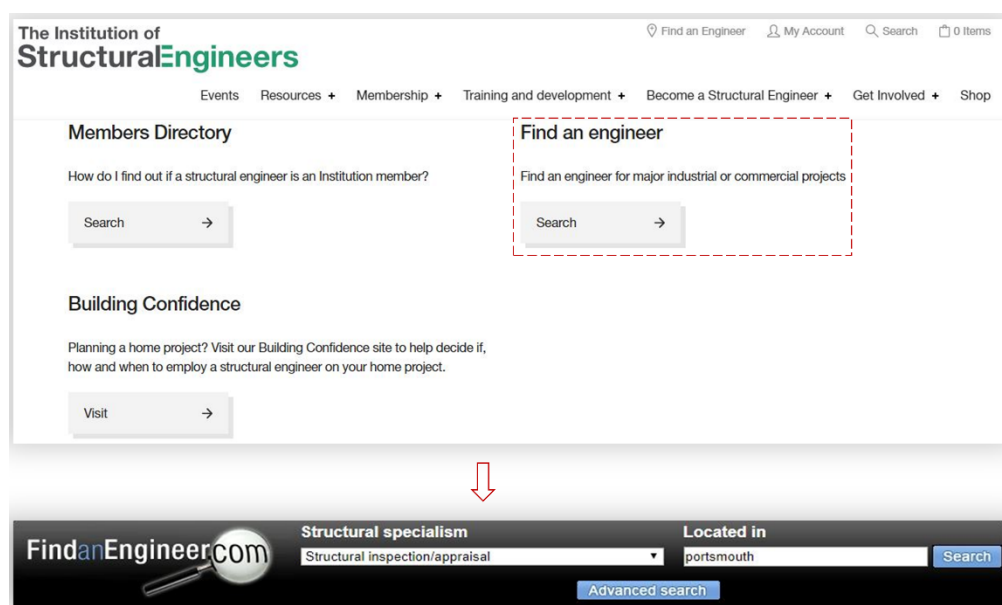 The Institution of
StructuralEngineers
Find an Engineer My Account Search 0 Items
Events Resources + Membership + Training and development + Become a Structural Engineer + Get Involved + Shop
Members Directory
How do I find out if a structural engineer is an Institution member?
Search →
Find an engineer
Find an engineer for major industrial or commercial projects
Search →
Building Confidence
Planning a home project? Visit our Building Confidence site to help decide if,
how and when to employ a structural engineer on your home project.
Visit →
FindanEngineer.com
Structural specialism
Structural inspection/appraisal
Located in
portsmouth
Search
Advanced search